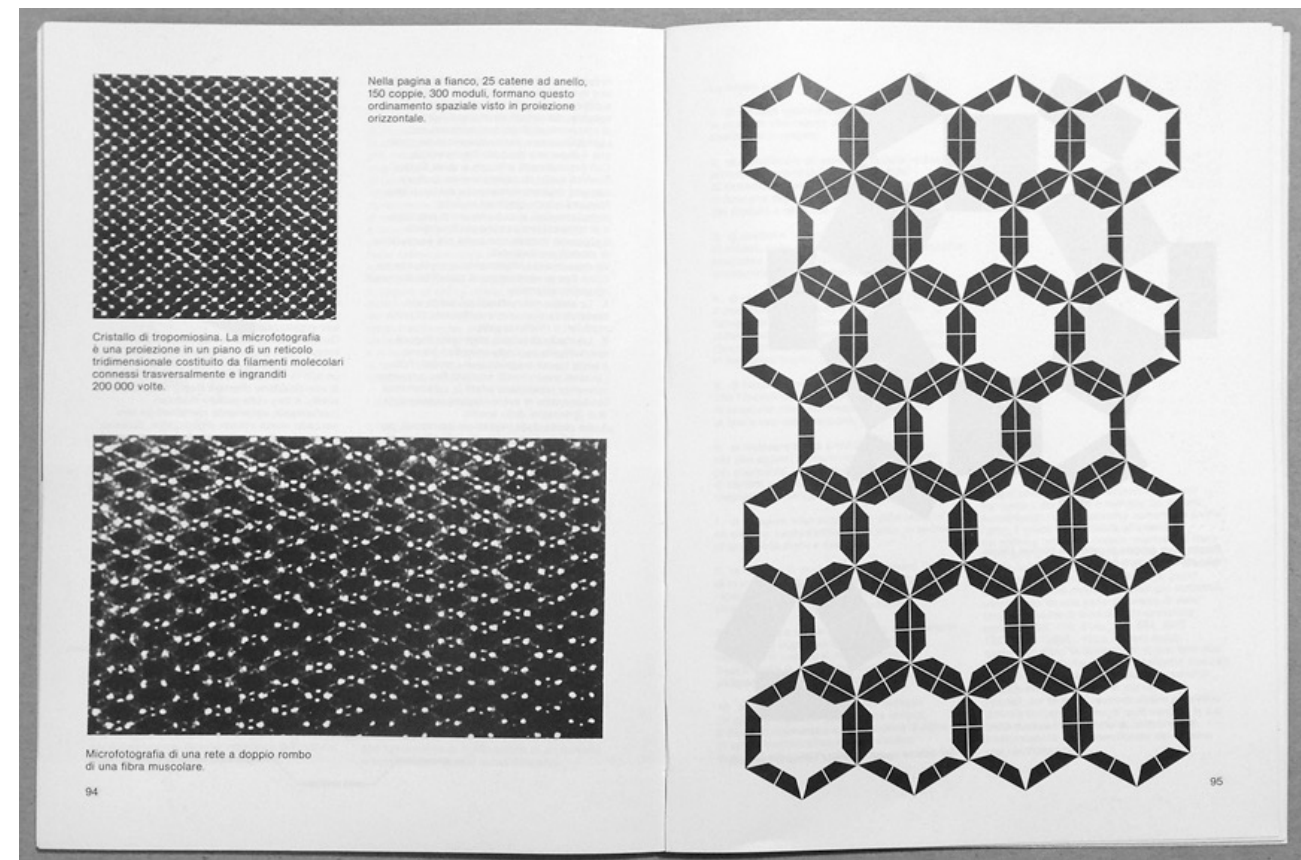 Nella pagina a fianco, 25 catene ad anello,
150 coppie, 300 moduli, formano questo
ordinamento spaziale visto in proiezione
orizzontale.
Cristallo di tropomiosina. La microfotografia
è una proiezione in un piano di un reticolo
tridimensionale costituito da filamenti molecolari
connessi trasversalmente e ingranditi
200 000 volte.
Microfotografia di una rete a doppio rombo
di una fibra muscolare.
94
95